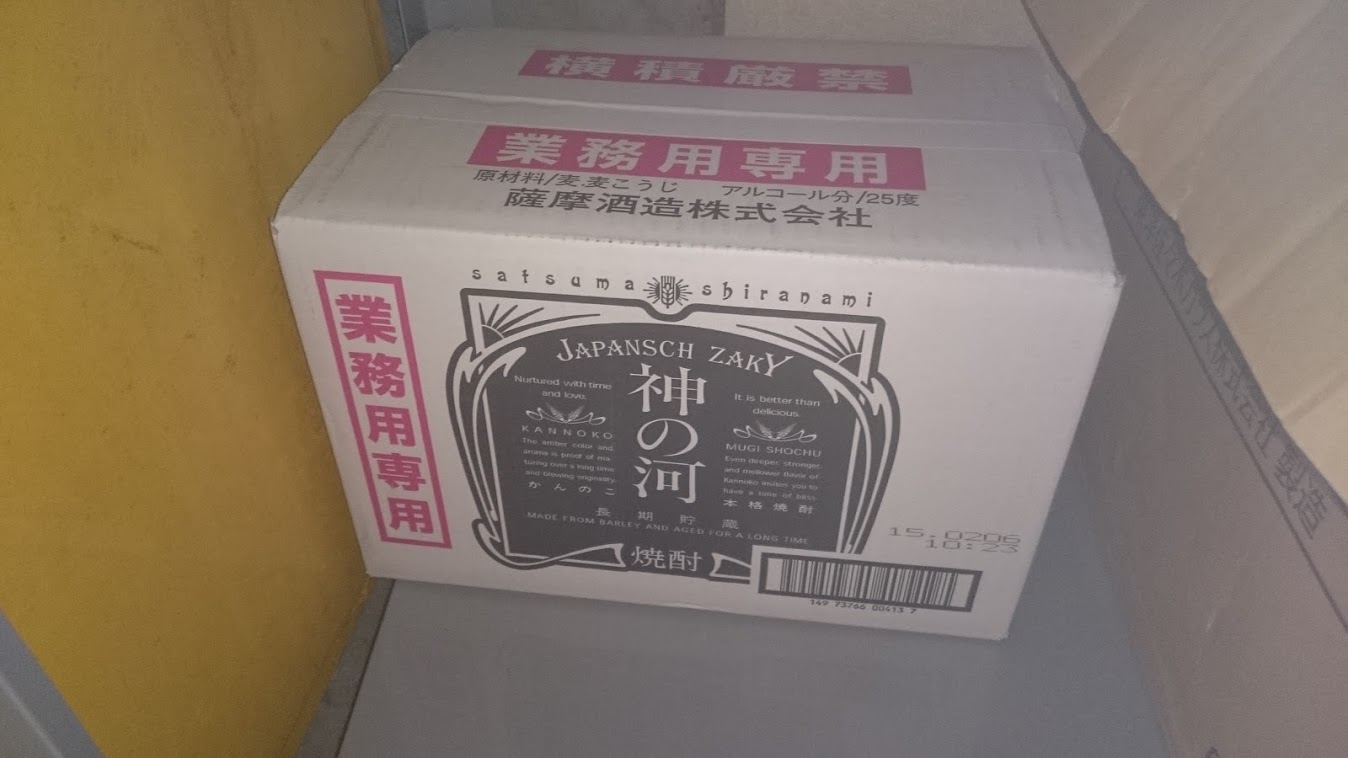 横積厳禁
業務用専用
原材料/麦、麦こうじ アルコール分/25度
薩摩酒造株式会社
業務用専用
satsuma shiranami
JAPANSCH ZAKY
Nurtured with time
and love.
KANNOKO
The amber color and
aroma is proof of ma-
turing over a long time
and blowing originality.
かんのこ
神の河
It is better than
delicious.
MUGI SHOCHU
Even deeper, stronger
and mellower flavor of
Kannoko invites you to
have a time of bliss.
本格焼酎
長期貯蔵
MADE FROM BARLEY AND AGED FOR A LONG TIME
焼酎
15.0206
10:23
149 73766 00413 7
製造